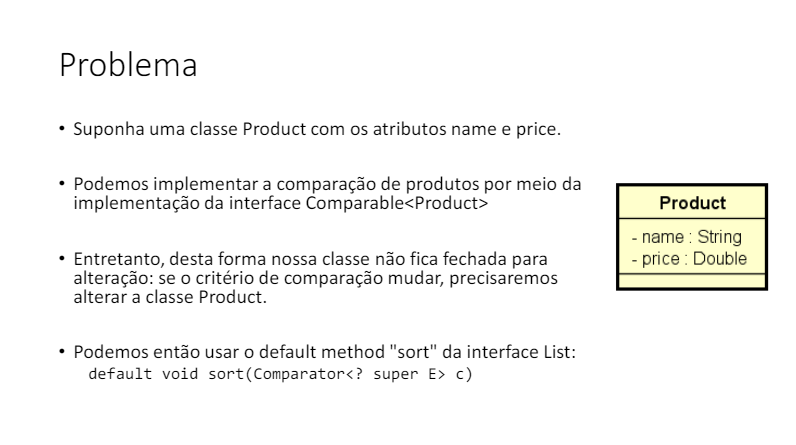 Problema
• Suponha uma classe Product com os atributos name e price.
• Podemos implementar a comparação de produtos por meio da
implementação da interface Comparable<Product>
• Entretanto, desta forma nossa classe não fica fechada para
alteração: se o critério de comparação mudar, precisaremos
alterar a classe Product.
• Podemos então usar o default method "sort" da interface List:
default void sort(Comparator<? super E> c)
Product
- name : String
- price : Double